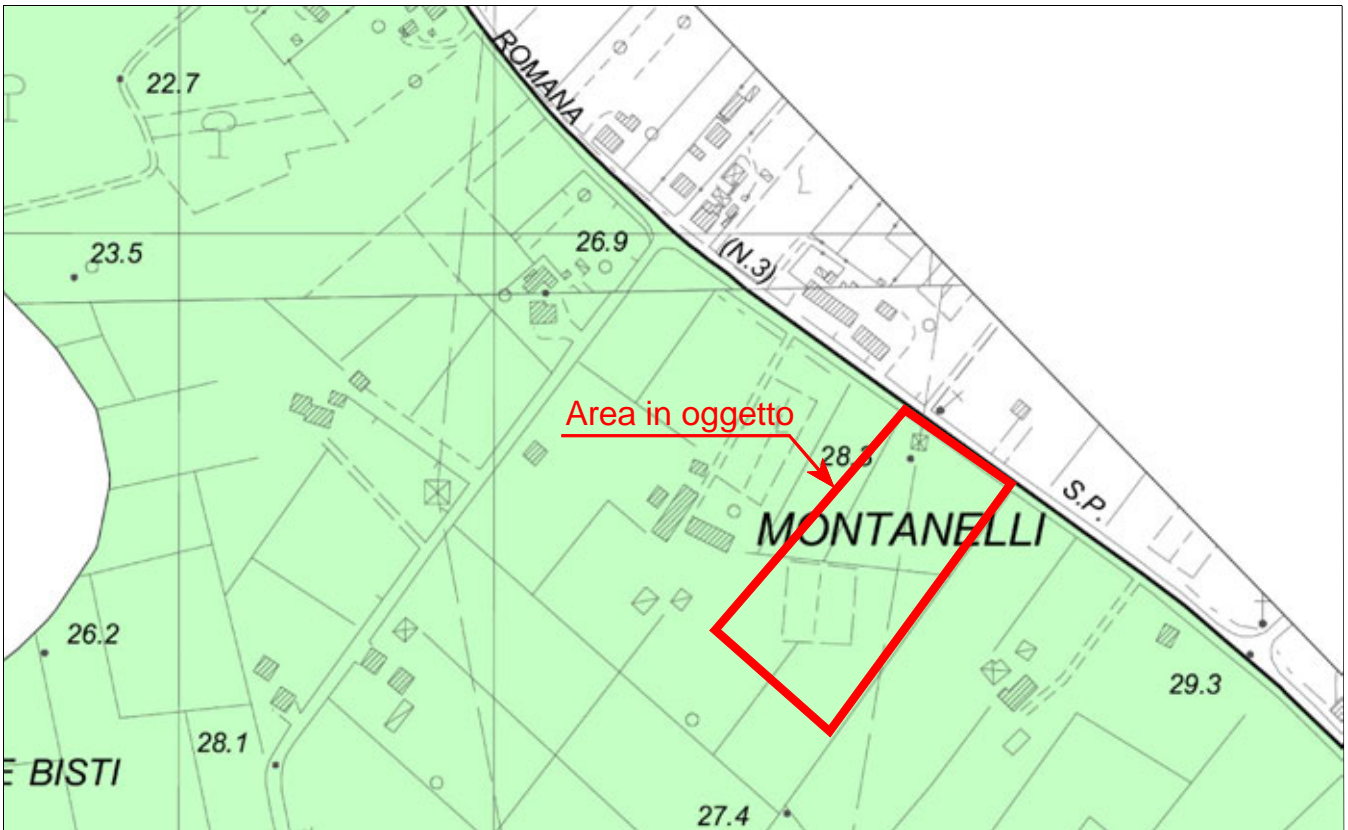 ROMANA
22.7
23.5
26.9
(N.3)
Area in oggetto
28.3
MONTANELLI
S.P.
26.2
29.3
28.1
E BISTI
27.4